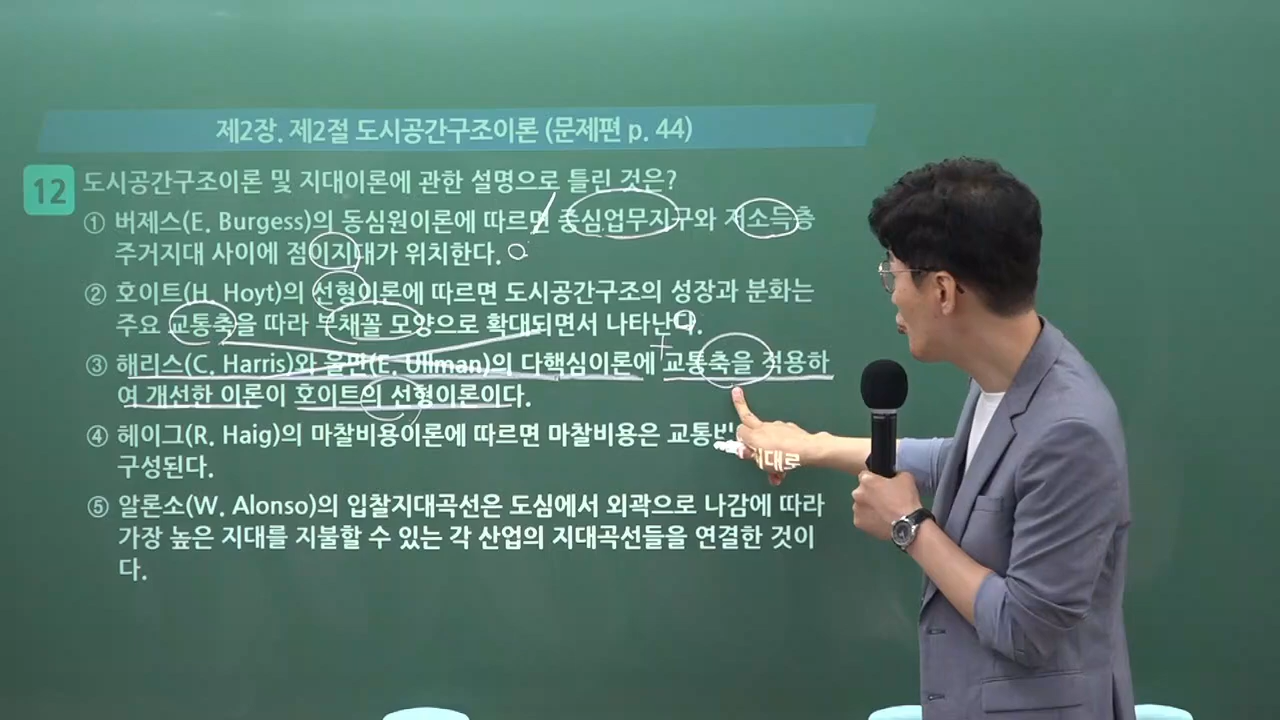 제2장. 제2절 도시공간구조이론 (문제편 p. 44)
12 도시공간구조이론 및 지대이론에 관한 설명으로 틀린 것은?
① 버제스(E. Burgess)의 동심원이론에 따르면 중심업무지구와 저소득층
주거지대 사이에 점이지대가 위치한다.
② 호이트(H. Hoyt)의 선형이론에 따르면 도시공간구조의 성장과 분화는
주요 교통축을 따라 부채꼴 모양으로 확대되면서 나타난다.
③ 해리스(C. Harris)와 울만(E. Ullman)의 다핵심이론에 교통축을 적용하
여 개선한 이론이 호이트의 선형이론이다.
④ 헤이그(R. Haig)의 마찰비용이론에 따르면 마찰비용은 지대로
구성된다.
⑤ 알론소(W. Alonso)의 입찰지대곡선은 도심에서 외곽으로 나감에 따라
가장 높은 지대를 지불할 수 있는 각 산업의 지대곡선들을 연결한 것이
다.